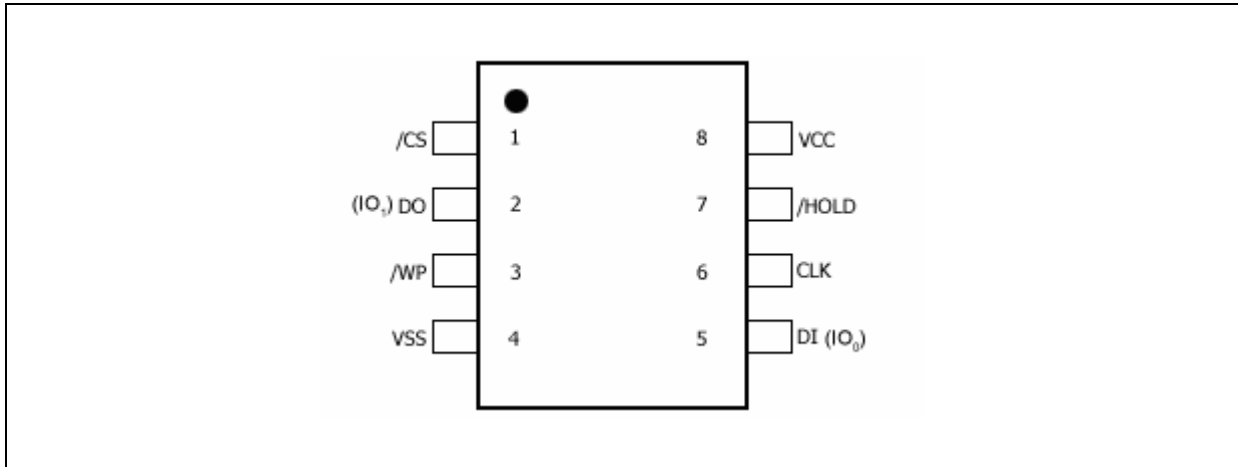 /CS 1 8 VCC
(IO₁) DO 2 7 /HOLD
/WP 3 6 CLK
VSS 4 5 DI (IO₀)